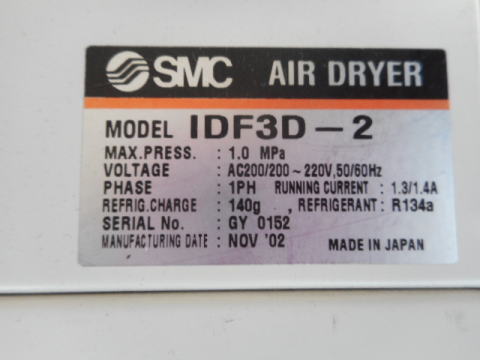 SMC AIR DRYER
MODEL IDF3D-2
MAX.PRESS. : 1.0 MPa
VOLTAGE : AC200/200~220V,50/60Hz
PHASE : 1PH RUNNING CURRENT : 1.3/1.4A
REFRIG.CHARGE : 140g , REFRIGERANT : R134a
SERIAL No. : GY 0152
MANUFACTURING DATE : NOV '02 MADE IN JAPAN